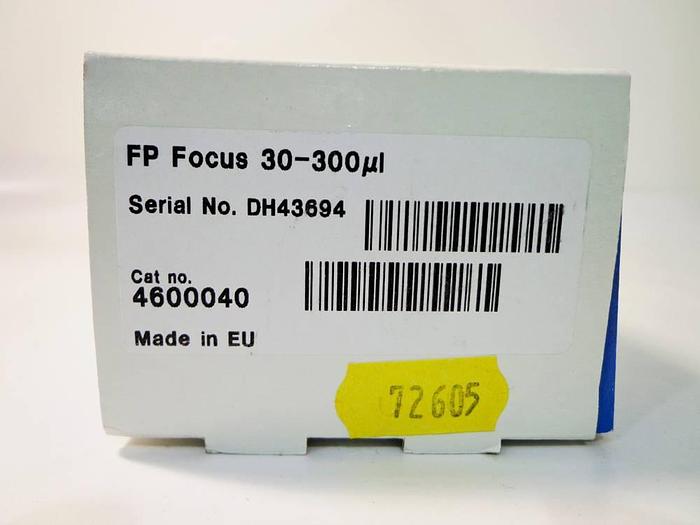 FP Focus 30-300µl
Serial No. DH43694
Cat no.
4600040
Made in EU
72605